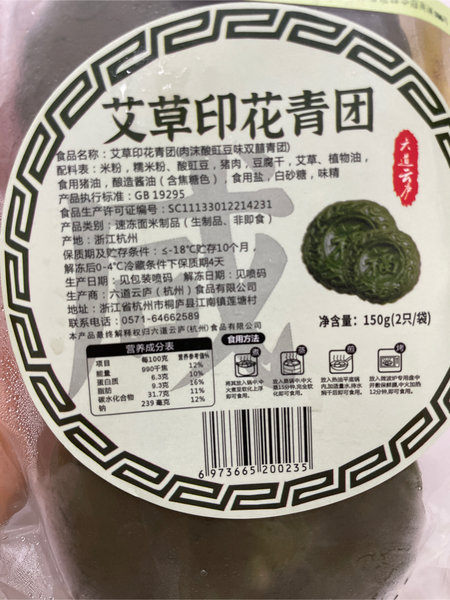 艾草印花青团
食品名称：艾草印花青团(肉沫酸豇豆味双囍青团)
配料表：米粉，糯米粉、酸豇豆，猪肉，豆腐干，艾草、植物油，
食用猪油，酿造酱油（含焦糖色），食用盐，白砂糖，味精
产品执行标准：GB 19295
食品生产许可证编号：SC11133012214231
食品类别：速冻面米制品（生制品、非即食）
产地：浙江杭州
保质期及贮存条件：≤-18℃贮存10个月，
解冻后0-4℃冷藏条件下保质期4天
生产日期：见包装喷码 解冻日期：见喷码
生产商：六道云庐（杭州）食品有限公司
地址：浙江省杭州市桐庐县江南镇莲塘村
联系电话：0571-64662589
本产品最终解释权归六道云庐(杭州)食品有限公司
大道云庐
净含量：150g(2只/袋)
营养成分表
项目 每100克 营养参考值%
能量 990千焦 12%
蛋白质 6.3克 10%
脂肪 9.3克 16%
碳水化合物 31.7克 11%
钠 239毫克 12%
食用方法
煮 蒸 煎 烤
6 973665 200235